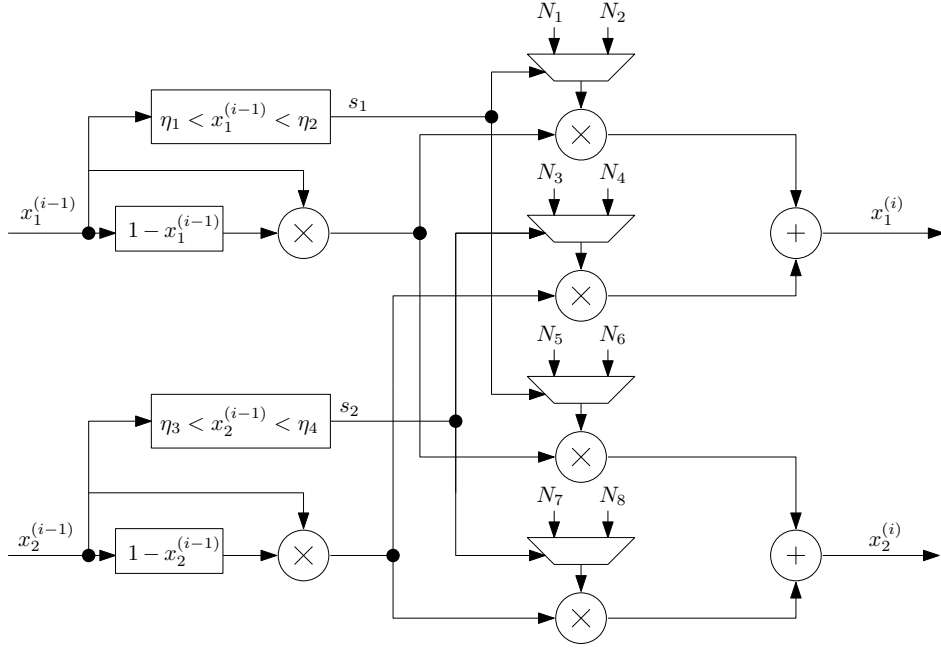 N₁ N₂
η₁ < x₁⁽ⁱ⁻¹⁾ < η₂ s₁
×
N₃ N₄
x₁⁽ⁱ⁻¹⁾ 1 − x₁⁽ⁱ⁻¹⁾ × + x₁⁽ⁱ⁾
×
N₅ N₆
η₃ < x₂⁽ⁱ⁻¹⁾ < η₄ s₂
×
N₇ N₈
x₂⁽ⁱ⁻¹⁾ 1 − x₂⁽ⁱ⁻¹⁾ × + x₂⁽ⁱ⁾
×